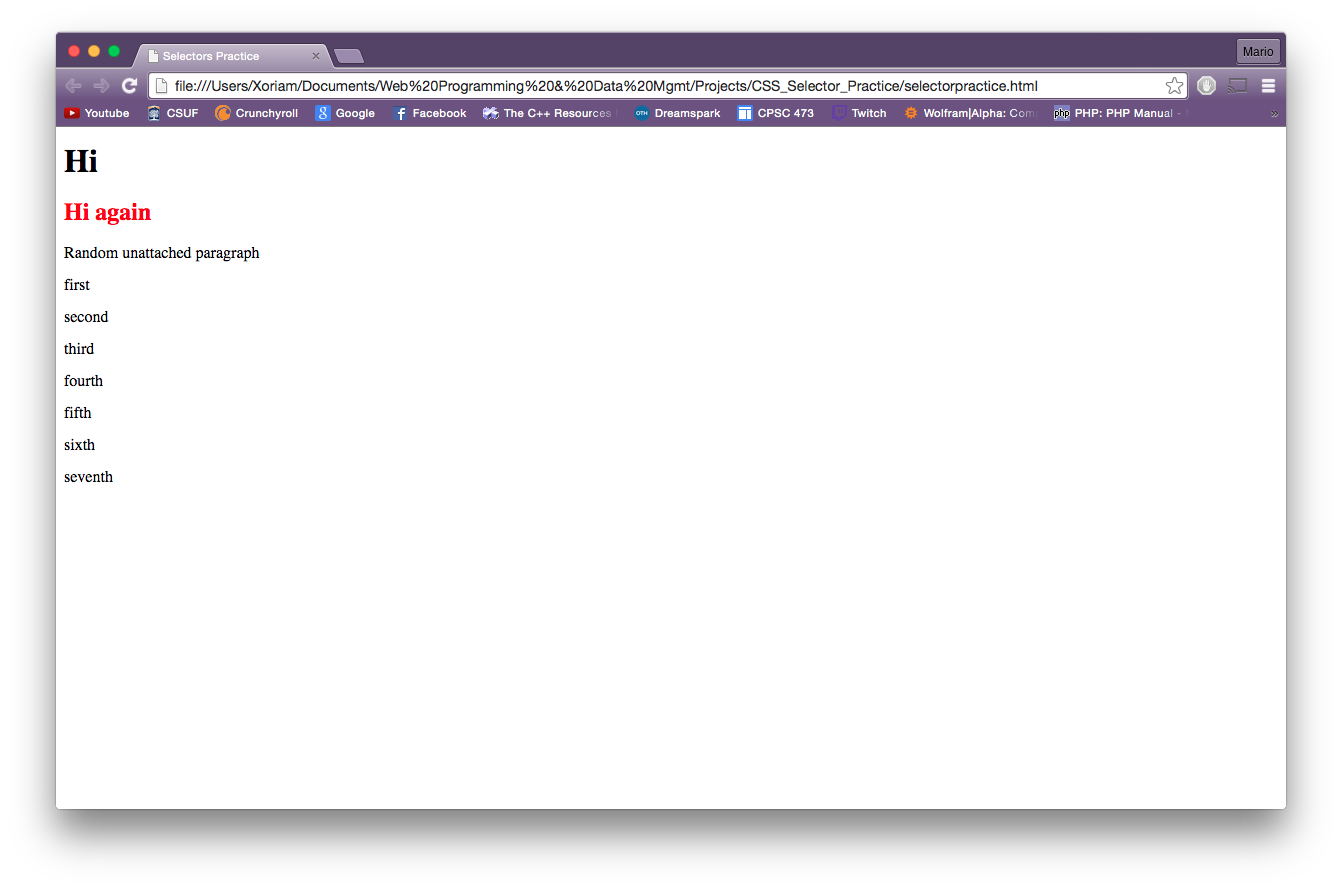 Selectors Practice
Mario
file:///Users/Xoriam/Documents/Web%20Programming%20&%20Data%20Mgmt/Projects/CSS_Selector_Practice/selectorpractice.html
Youtube CSUF Crunchyroll Google Facebook The C++ Resources OTH Dreamspark CPSC 473 Twitch Wolfram|Alpha: Com php PHP: PHP Manual -
Hi
Hi again
Random unattached paragraph
first
second
third
fourth
fifth
sixth
seventh